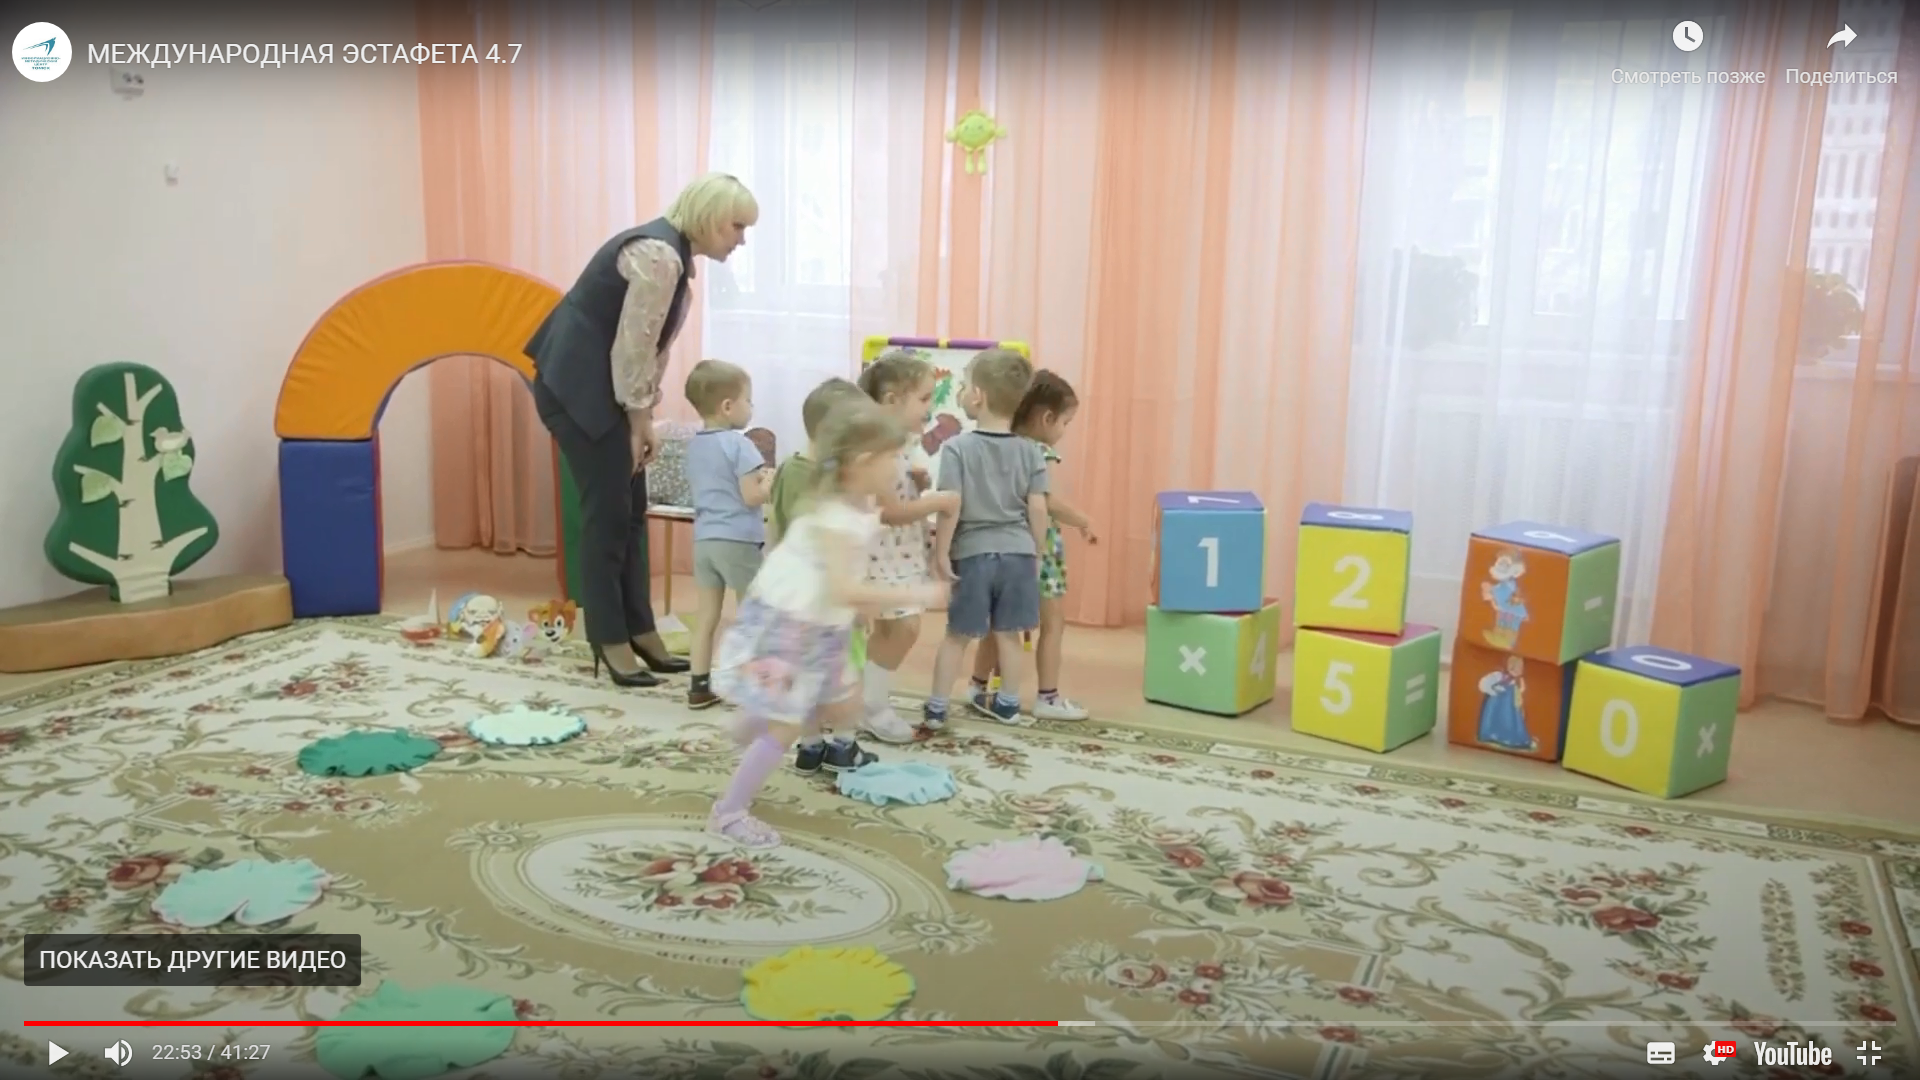 МЕЖДУНАРОДНАЯ ЭСТАФЕТА 4.7
Смотреть позже
Поделиться
1
2
× 4
5 =
-
0
0 ×
ПОКАЗАТЬ ДРУГИЕ ВИДЕО
22:53 / 41:27
HD
YouTube